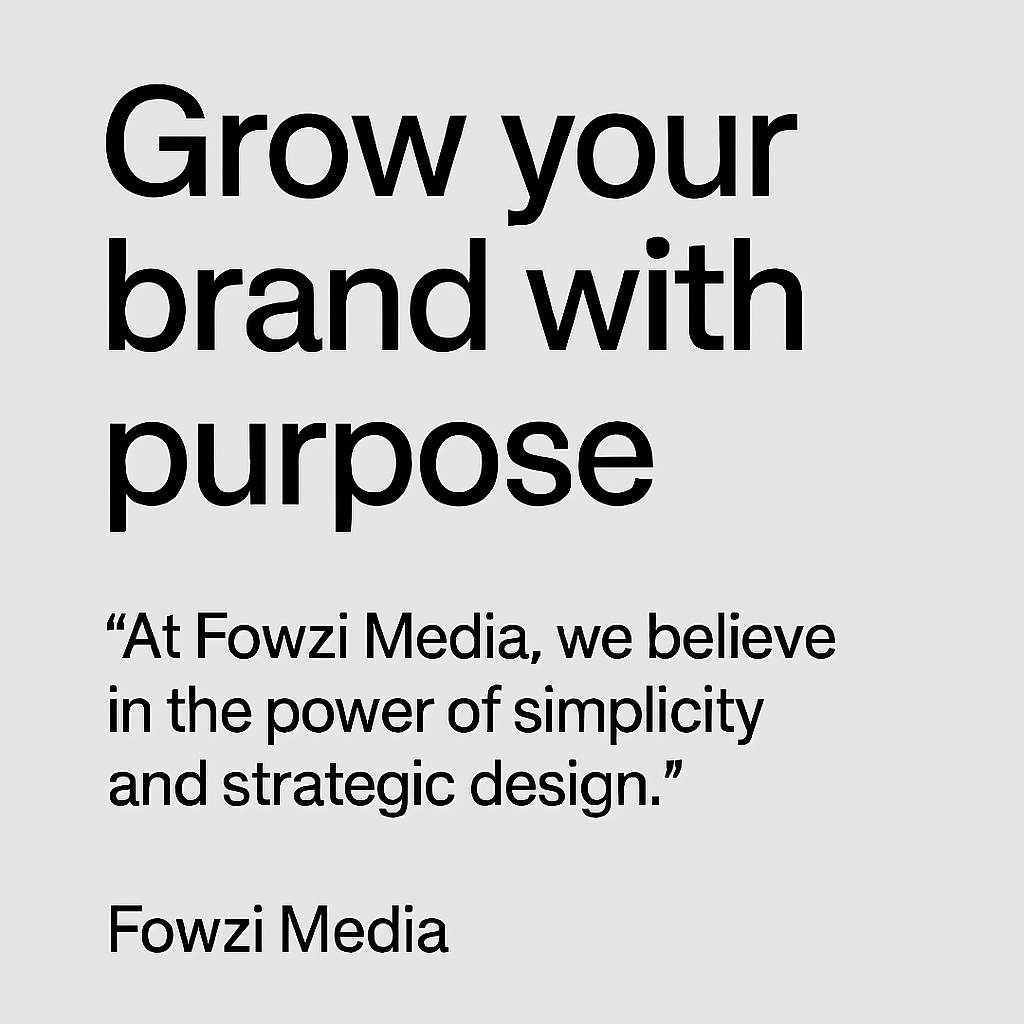 Grow your
brand with
purpose
“At Fowzi Media, we believe
in the power of simplicity
and strategic design.”
Fowzi Media